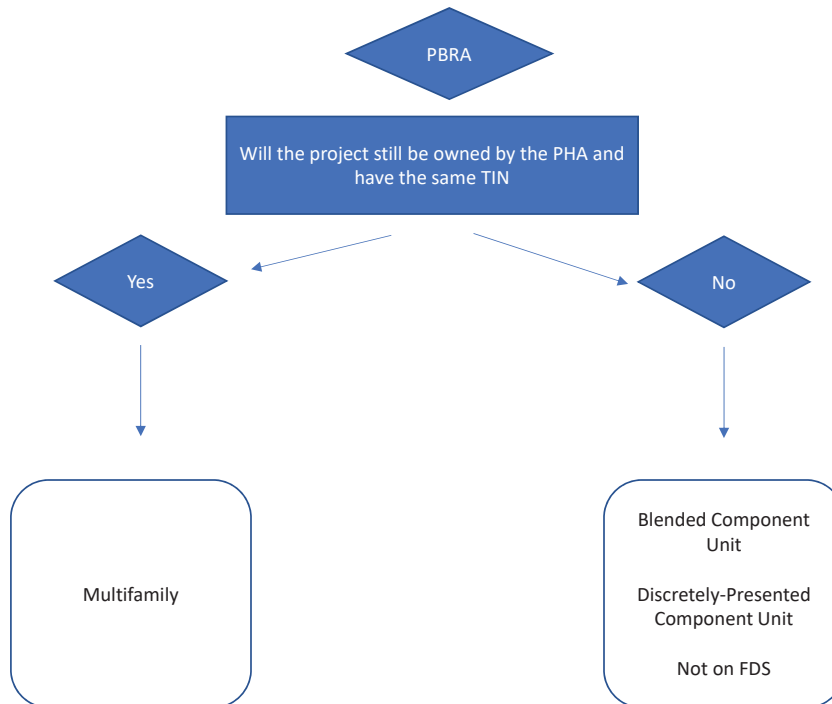 PBRA
Will the project still be owned by the PHA and
have the same TIN
Yes
No
Multifamily
Blended Component
Unit
Discretely-Presented
Component Unit
Not on FDS